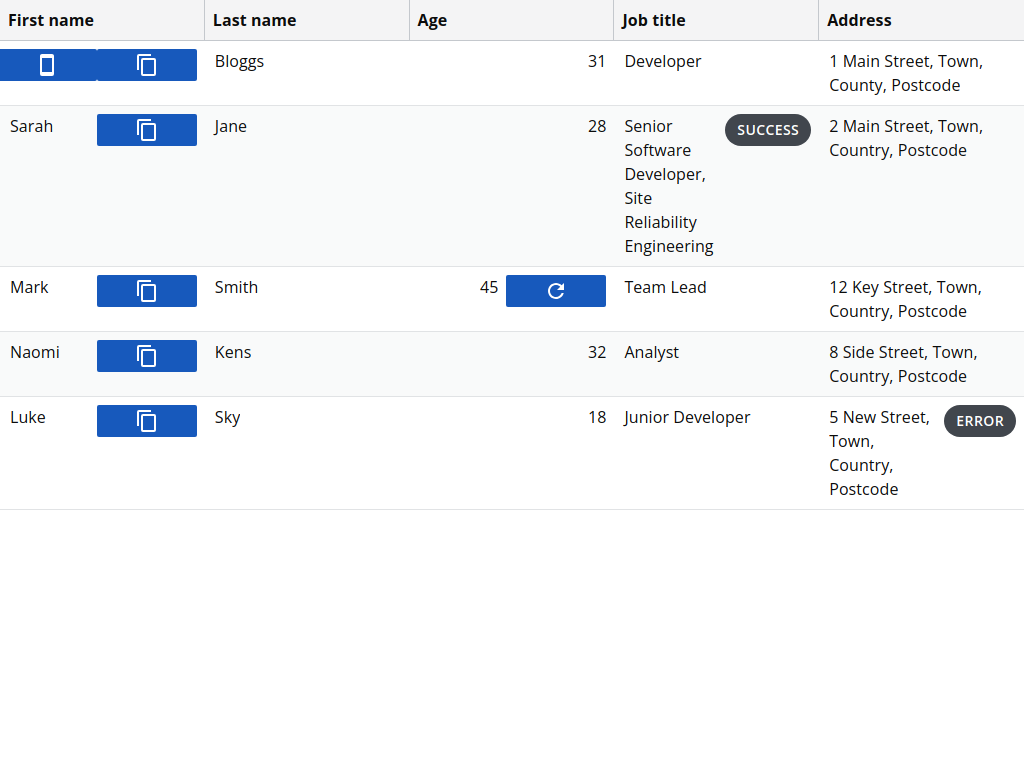 First name Last name Age Job title Address
Bloggs 31 Developer 1 Main Street, Town,
County, Postcode
Sarah Jane 28 Senior SUCCESS 2 Main Street, Town,
Software Country, Postcode
Developer,
Site
Reliability
Engineering
Mark Smith 45 Team Lead 12 Key Street, Town,
Country, Postcode
Naomi Kens 32 Analyst 8 Side Street, Town,
Country, Postcode
Luke Sky 18 Junior Developer 5 New Street, ERROR
Town,
Country,
Postcode